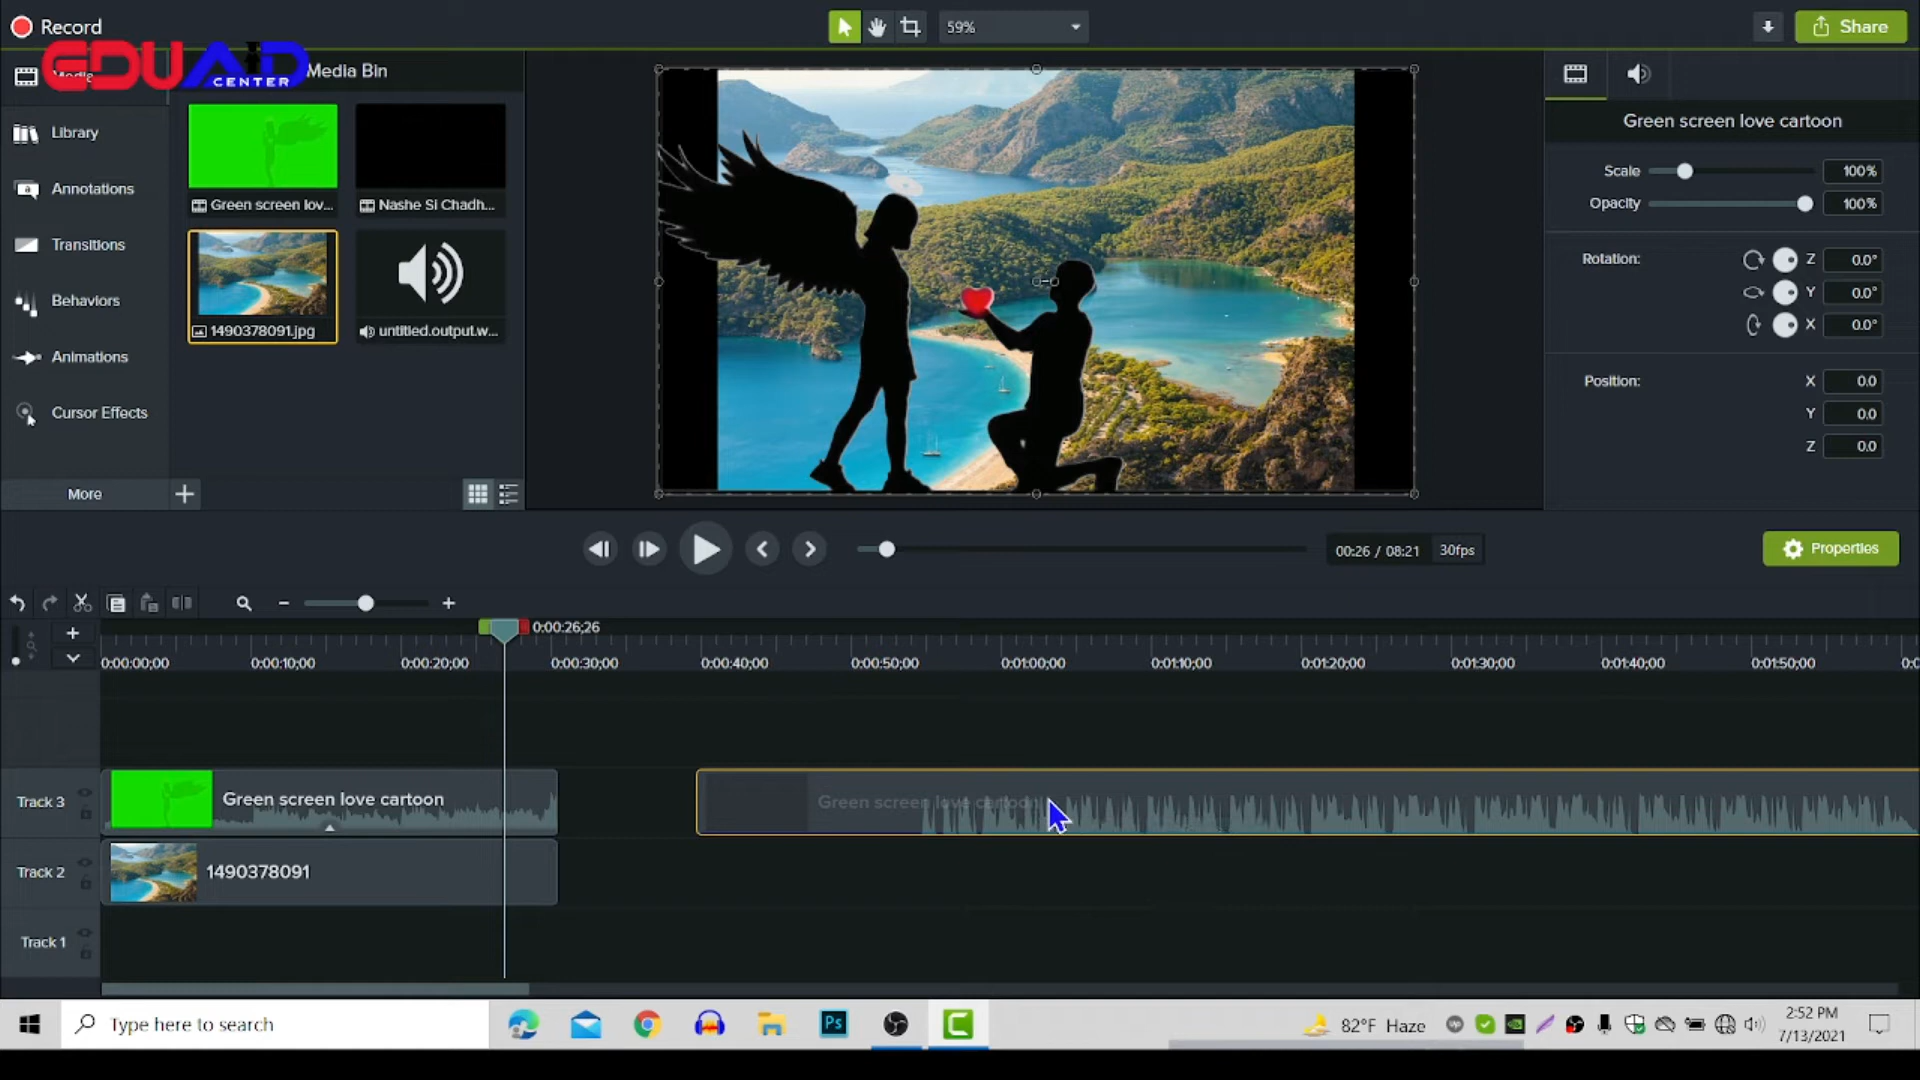 Record
59%
Share
EDUAD
CENTER
Media Bin
Library
Annotations
Transitions
Behaviors
Animations
Cursor Effects
More
Green screen lov...
Nashe Si Chadh...
1490378091.jpg
untitled.output.w...
Green screen love cartoon
Scale
100%
Opacity
100%
Rotation:
Z
0.0°
Y
0.0°
X
0.0°
Position:
X
0.0
Y
0.0
Z
0.0
00:26 / 08:21
30fps
Properties
0:00:26;26
0:00:00;00
0:00:10;00
0:00:20;00
0:00:30;00
0:00:40;00
0:00:50;00
0:01:00;00
0:01:10;00
0:01:20;00
0:01:30;00
0:01:40;00
0:01:50;00
Track 3
Green screen love cartoon
Green screen love cartoon
Track 2
1490378091
Track 1
Type here to search
Ps
82°F Haze
2:52 PM
7/13/2021